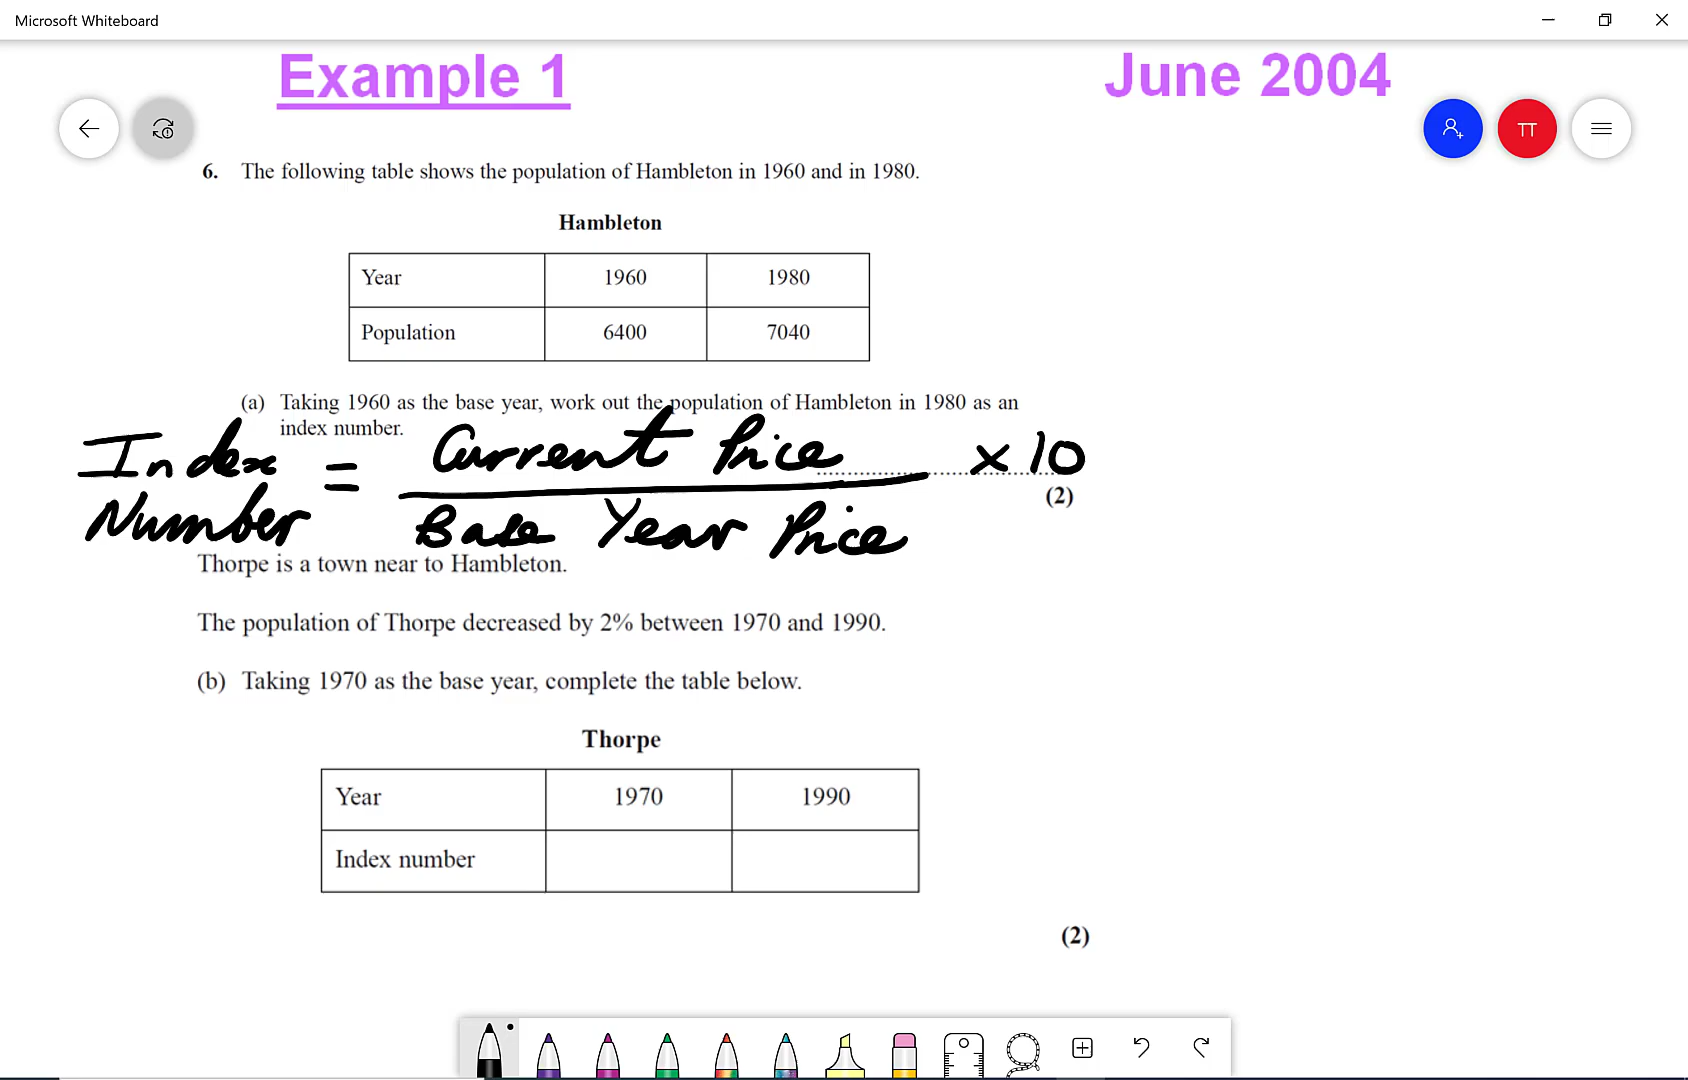 Microsoft Whiteboard
Example 1 June 2004
TT
6. The following table shows the population of Hambleton in 1960 and in 1980.
Hambleton
Year 1960 1980
Population 6400 7040
(a) Taking 1960 as the base year, work out the population of Hambleton in 1980 as an
index number.
Index Number = Current Price / Base Year Price × 10
(2)
Thorpe is a town near to Hambleton.
The population of Thorpe decreased by 2% between 1970 and 1990.
(b) Taking 1970 as the base year, complete the table below.
Thorpe
Year 1970 1990
Index number
(2)